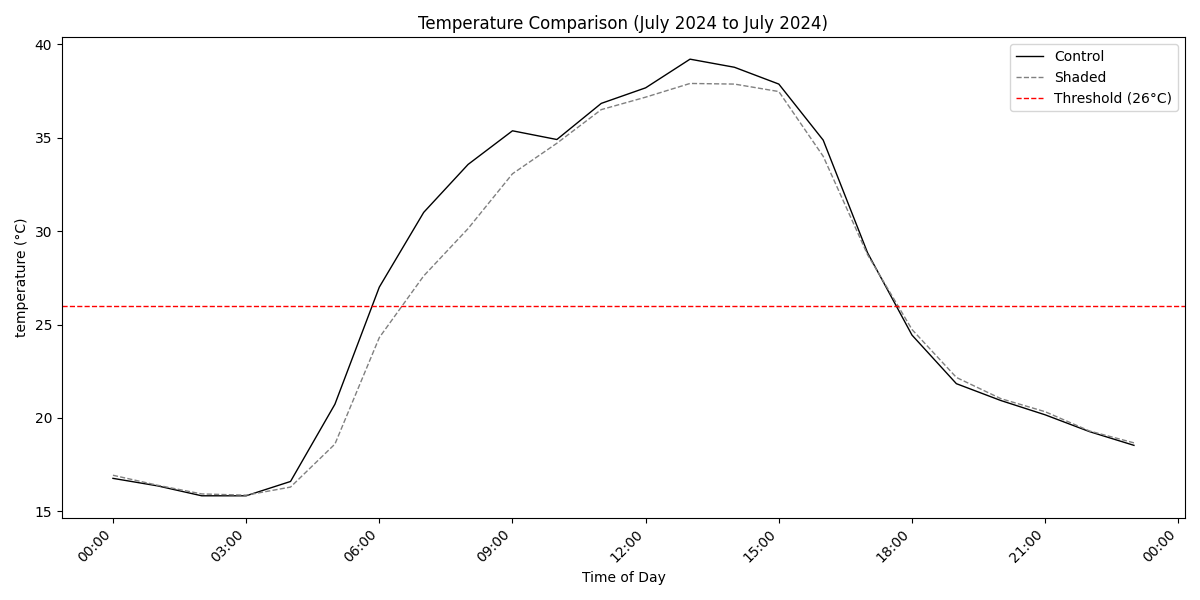 Temperature Comparison (July 2024 to July 2024)
Control
Shaded
Threshold (26°C)
temperature (°C)
40
35
30
25
20
15
00:00
03:00
06:00
09:00
12:00
15:00
18:00
21:00
00:00
Time of Day